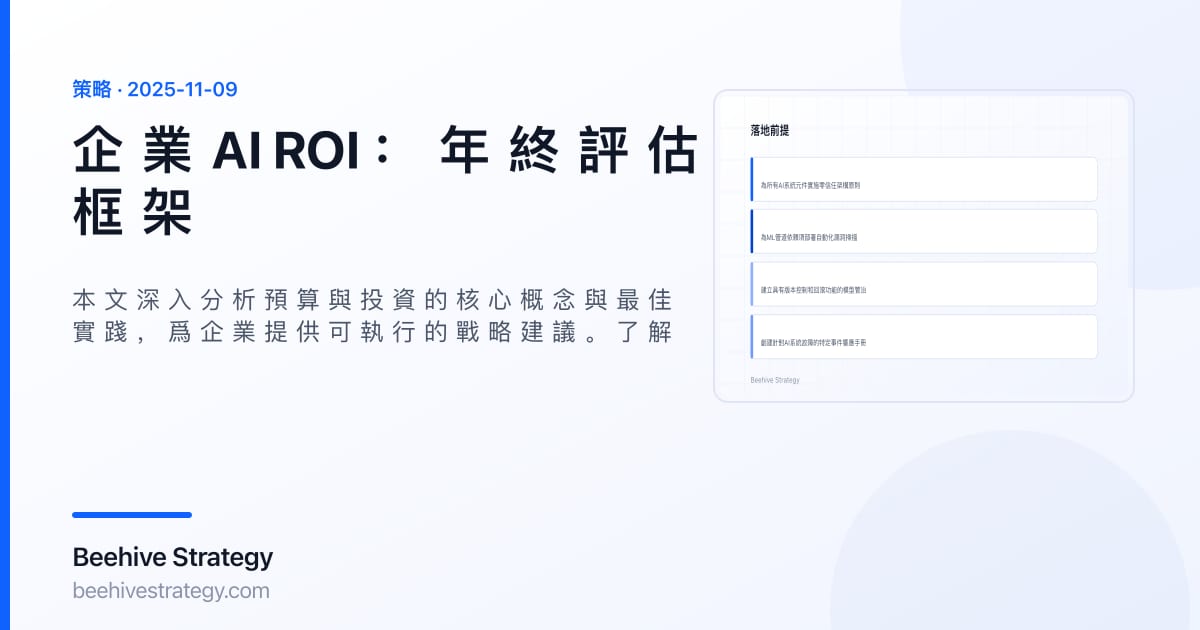 策略 · 2025-11-09
企業 AI ROI： 年終評估
框架
本文深入分析預算與投資的核心概念與最佳
實踐，爲企業提供可執行的戰略建議。了解
落地前提
為所有AI系統元件實施零信任架構原則
為ML管道依賴項部署自動化漏洞掃描
建立具有版本控制和回滾功能的模型管治
創建針對AI系統故障的特定事件響應手冊
Beehive Strategy
Beehive Strategy
beehivestrategy.com